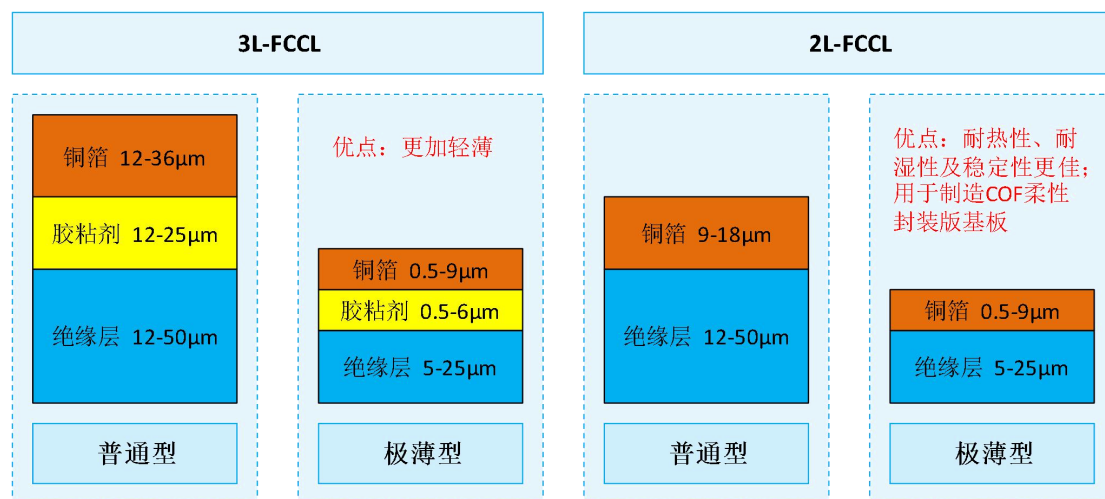 3L-FCCL
2L-FCCL
铜箔 12-36μm
胶粘剂 12-25μm
绝缘层 12-50μm
普通型
优点：更加轻薄
铜箔 0.5-9μm
胶粘剂 0.5-6μm
绝缘层 5-25μm
极薄型
铜箔 9-18μm
绝缘层 12-50μm
普通型
优点：耐热性、耐
湿性及稳定性更佳；
用于制造COF柔性
封装版基板
铜箔 0.5-9μm
绝缘层 5-25μm
极薄型